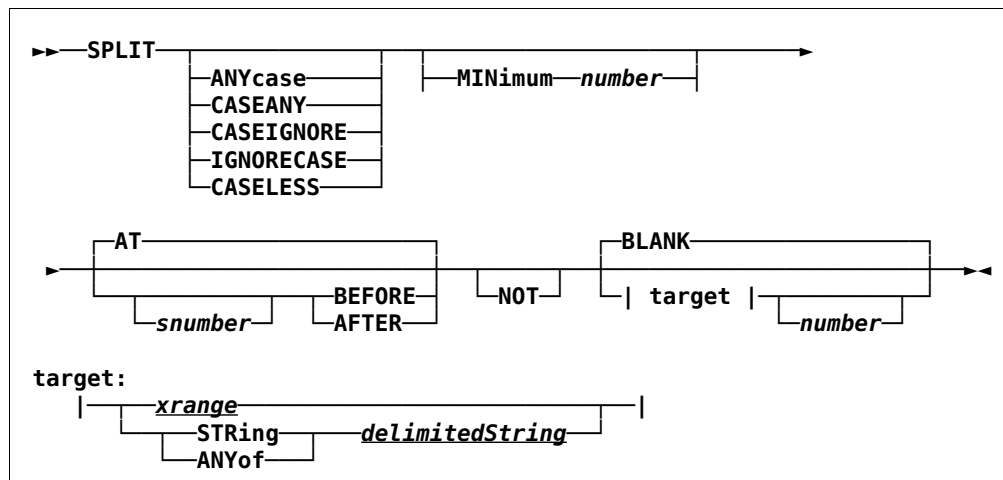 SPLIT
ANYcase MINimum number
CASEANY
CASEIGNORE
IGNORECASE
CASELESS
AT BLANK
BEFORE NOT target
snumber AFTER number
target:
xrange
STRing delimitedString
ANYof